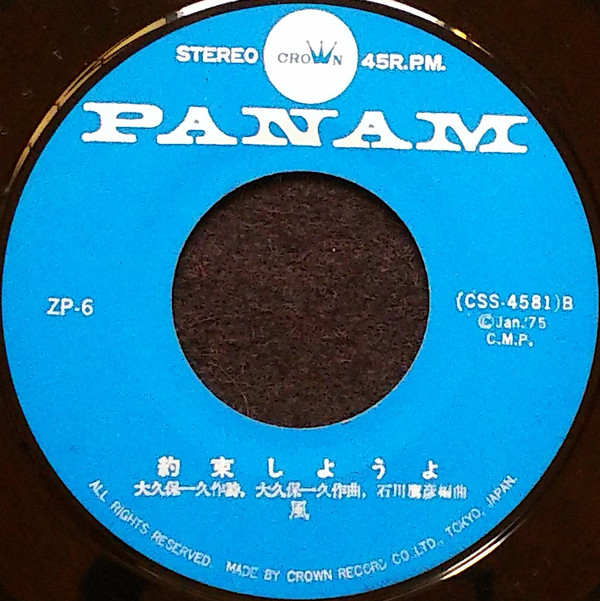 STEREO CROWN 45R.P.M.
PANAM
ZP-6
(CSS-4581)B
©Jan.'75
C.M.P.
約束しようよ
大久保一久作詩, 大久保一久作曲, 石川鷹彦編曲
風
ALL RIGHTS RESERVED. MADE BY CROWN RECORD CO.,LTD., TOKYO, JAPAN.